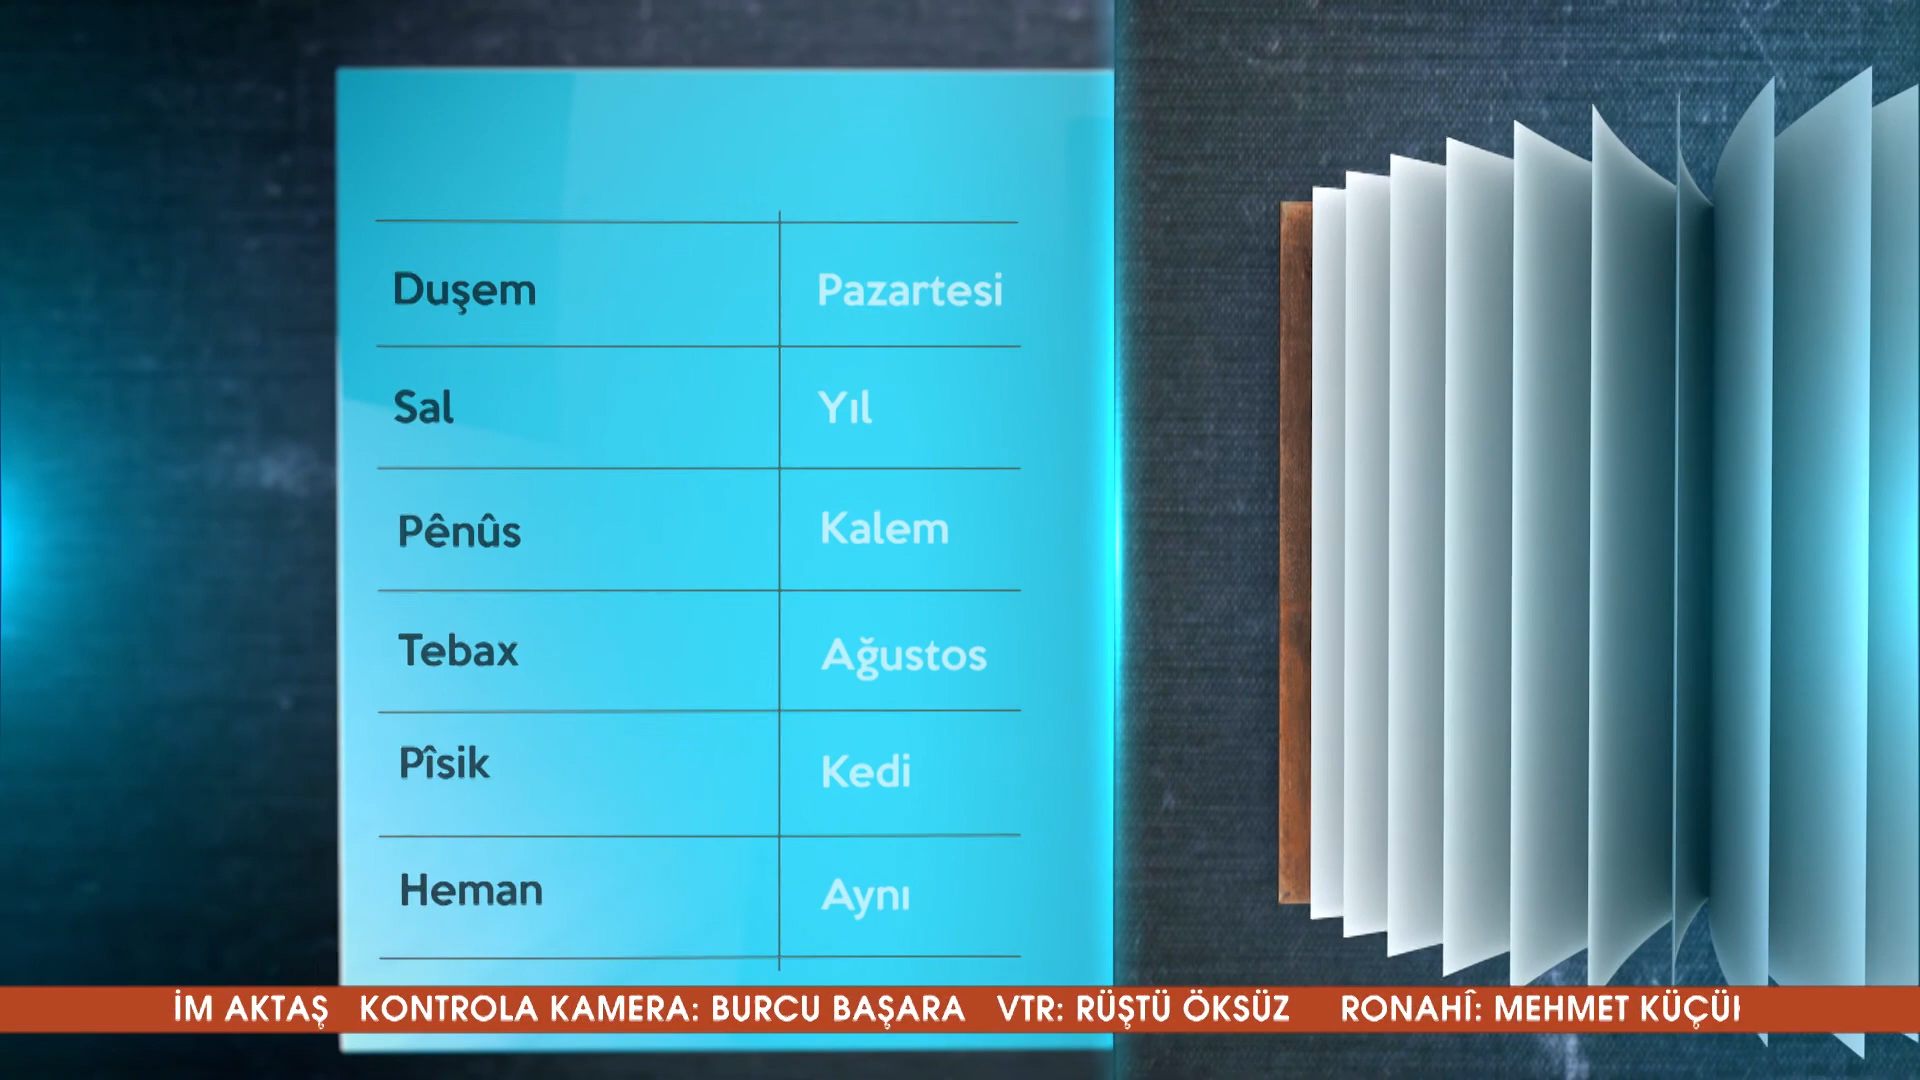 Duşem Pazartesi
Sal Yıl
Pênûs Kalem
Tebax Ağustos
Pîsik Kedi
Heman Aynı
İM AKTAŞ KONTROLA KAMERA: BURCU BAŞARA VTR: RÜŞTÜ ÖKSÜZ RONAHÎ: MEHMET